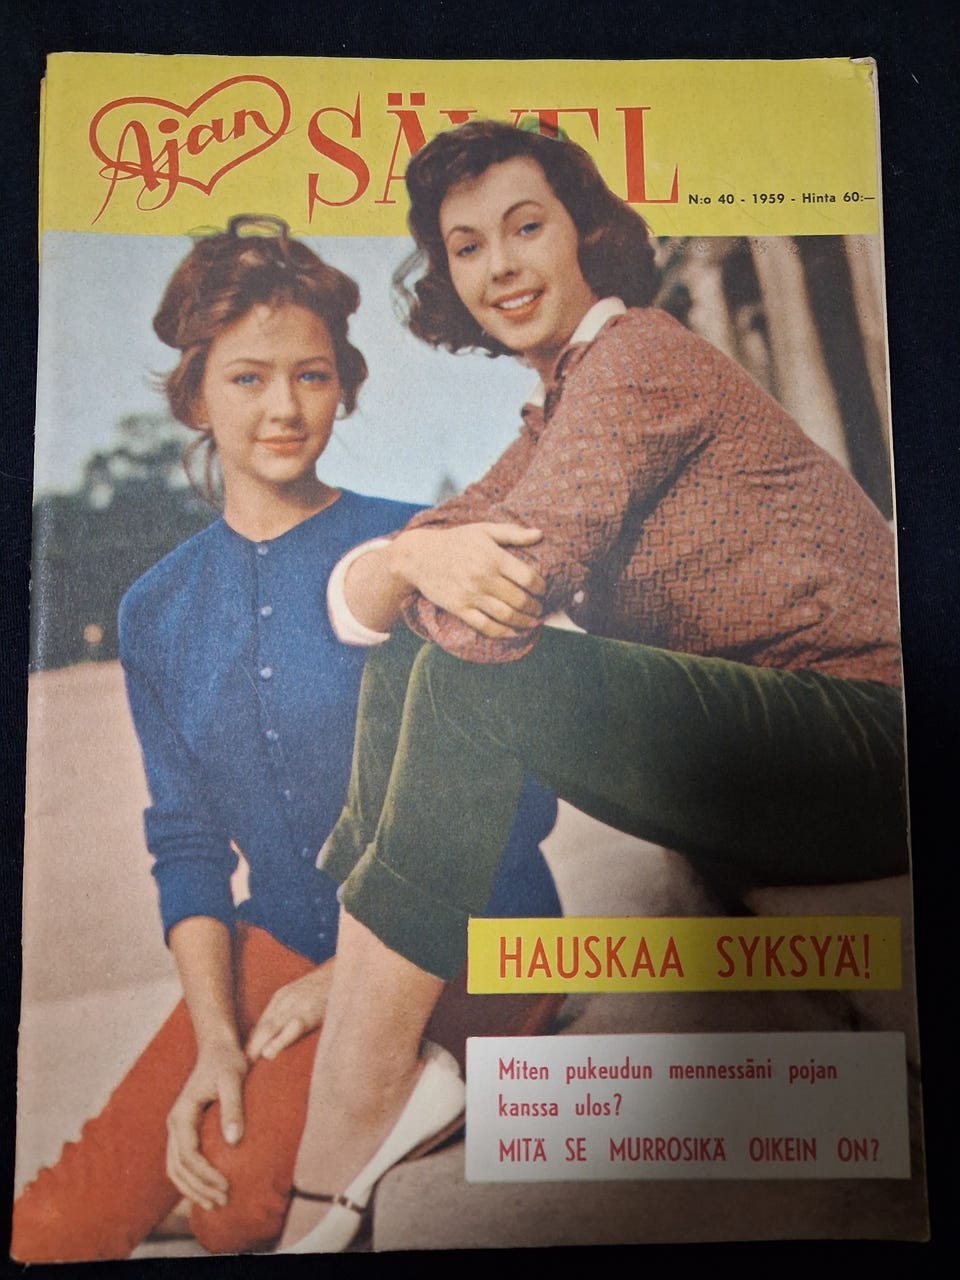 Ajan SÄVEL
N:o 40 - 1959 - Hinta 60:—
HAUSKAA SYKSYÄ!
Miten pukeudun mennessäni pojan
kanssa ulos?
MITÄ SE MURROSIKÄ OIKEIN ON?